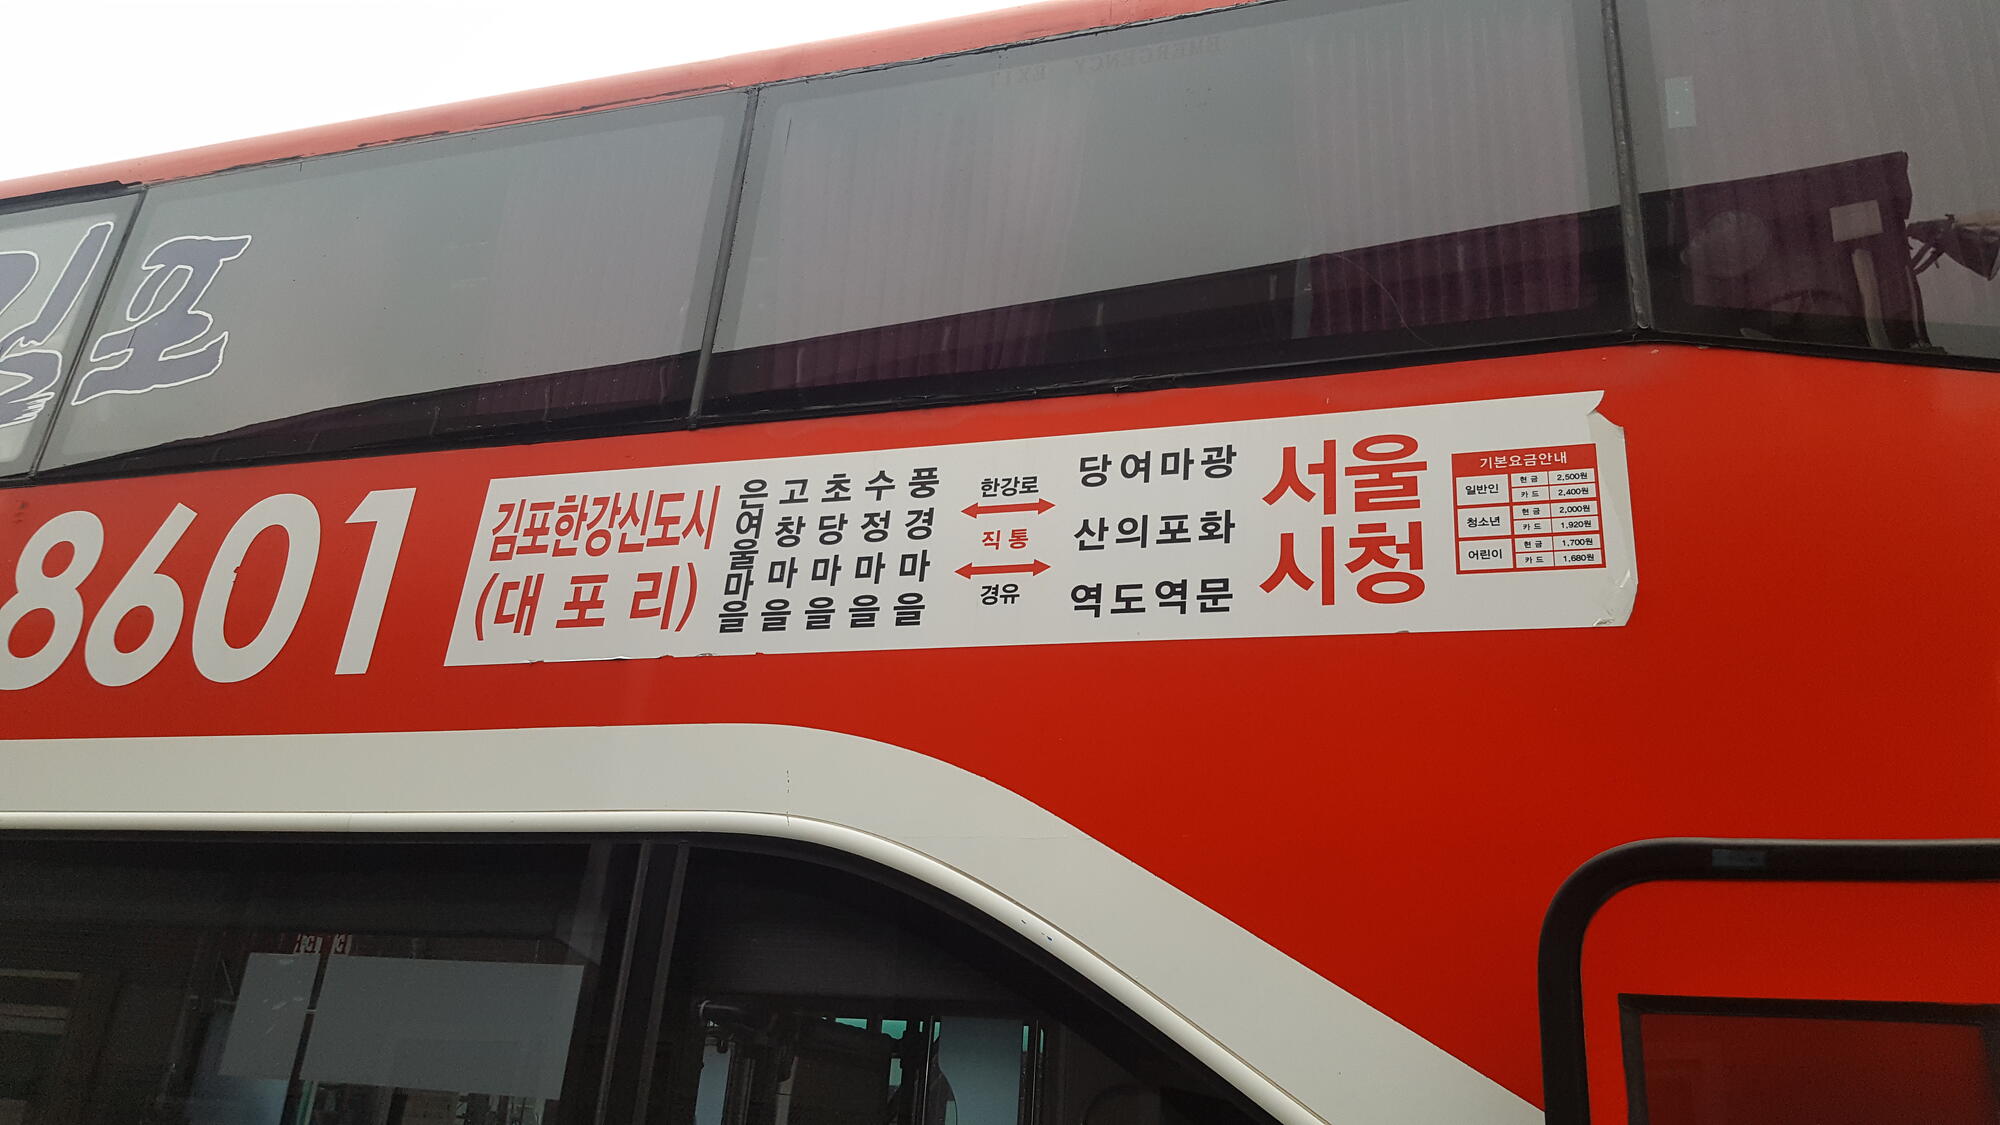 EMERGENCY EXIT
김포
8601
김포한강신도시
(대포리)
은여울마을
고창마을
초당마을
수정마을
풍경마을
한강로
직통
경유
당산역
여의도
마포역
광화문
서울
시청
기본요금안내
일반인 현금 2,500원
카드 2,400원
청소년 현금 2,000원
카드 1,920원
어린이 현금 1,700원
카드 1,680원